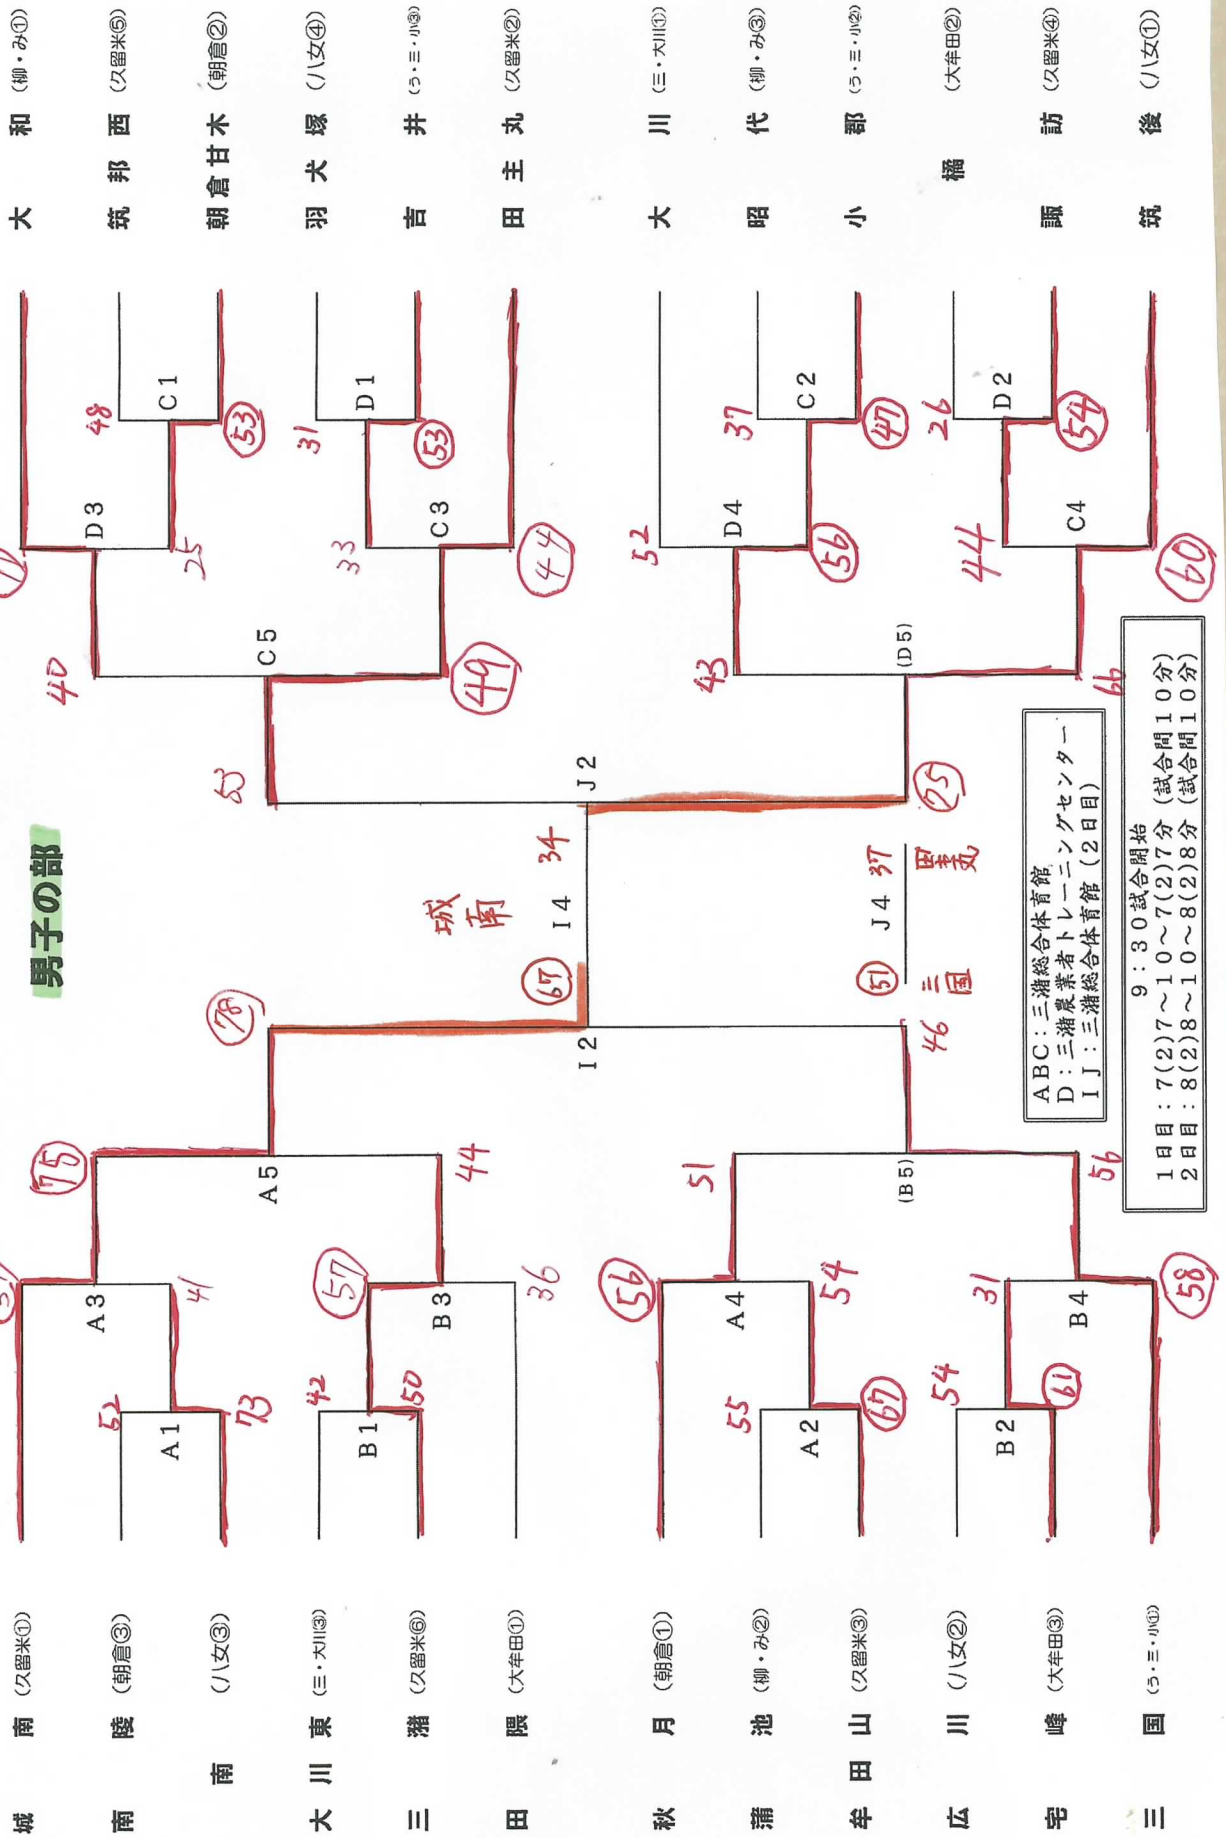 男子の部
城南 (久留米①)
南陵 (朝倉③)
南 (八女③)
大川東 (三・大川③)
三潴 (久留米⑥)
田隈 (大牟田①)
秋月 (朝倉①)
蒲池 (柳・み②)
牟田山 (久留米③)
広川 (八女②)
宅峰 (大牟田③)
三国 (う・三・小①)
大和 (柳・み①)
筑邦西 (久留米⑤)
朝倉甘木 (朝倉②)
羽犬塚 (八女④)
吉井 (う・三・小③)
田主丸 (久留米②)
大川 (三・大川①)
昭代 (柳・み③)
小郡 (う・三・小②)
橘 (大牟田②)
諏訪 (久留米④)
筑後 (八女①)
A3
41
52
A1
73
75
A5
44
42
B1
50
57
B3
36
78
I2
46
56
A4
54
55
A2
67
51
(B5)
56
31
B4
58
54
B2
61
城南
67
I4
34
三国
51
J4
37
田主丸
J2
53
75
40
C5
49
D3
25
48
C1
53
33
C3
44
31
D1
53
43
(D5)
66
52
D4
56
37
C2
47
44
C4
60
26
D2
54
ABC:三潴総合体育館
D:三潴農業者トレーニングセンター
IJ:三潴総合体育館(2日目)
9:30試合開始
1日目:7(2)7~10~7(2)7分 (試合間10分)
2日目:8(2)8~10~8(2)8分 (試合間10分)